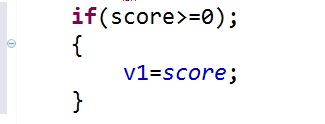 if(score>=0);
{
v1=score;
}